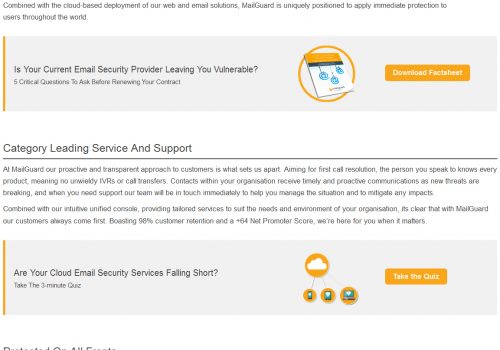 Combined with the cloud-based deployment of our web and email solutions, MailGuard is uniquely positioned to apply immediate protection to
users throughout the world.
Is Your Current Email Security Provider Leaving You Vulnerable?
5 Critical Questions To Ask Before Renewing Your Contract
Download Factsheet
Category Leading Service And Support
At MailGuard our proactive and transparent approach to customers is what sets us apart. Aiming for first call resolution, the person you speak to knows every
product, meaning no unwieldy IVRs or call transfers. Contacts within your organisation receive timely and proactive communications as new threats are
breaking, and when you need support our team will be in touch immediately to help you manage the situation and to mitigate any impacts.
Combined with our intuitive unified console, providing tailored services to suit the needs and environment of your organisation, its clear that with MailGuard
our customers always come first. Boasting 98% customer retention and a +64 Net Promoter Score, we're here for you when it matters.
Are Your Cloud Email Security Services Falling Short?
Take The 3-minute Quiz
Take the Quiz
Protected On All Fronts